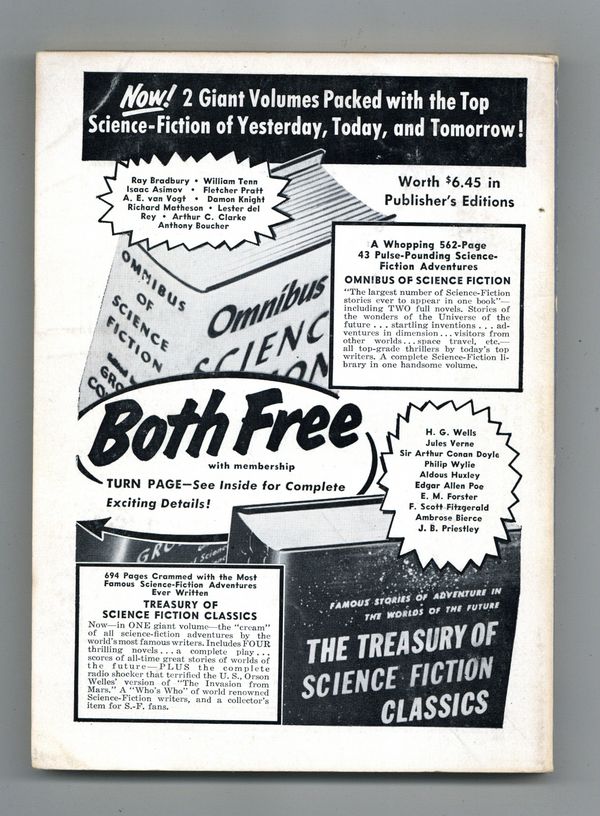 Now! 2 Giant Volumes Packed with the Top
Science-Fiction of Yesterday, Today, and Tomorrow!
Ray Bradbury • William Tenn
Isaac Asimov • Fletcher Pratt
A. E. van Vogt • Damon Knight
Richard Matheson • Lester del
Rey • Arthur C. Clarke
Anthony Boucher
Worth $6.45 in
Publisher's Editions
A Whopping 562-Page
43 Pulse-Pounding Science-
Fiction Adventures
OMNIBUS OF SCIENCE FICTION
"The largest number of Science-Fiction
stories ever to appear in one book"—
including TWO full novels. Stories of
the wonders of the Universe of the
future . . . startling inventions . . . ad-
ventures in dimension . . . visitors from
other worlds . . . space travel, etc.—
all top-grade thrillers by today's top
writers. A complete Science-Fiction li-
brary in one handsome volume.
OMNIBUS
OF
SCIENCE
FICTION
Omnibus
SCIENC
Both Free
with membership
TURN PAGE—See Inside for Complete
Exciting Details!
H. G. Wells
Jules Verne
Sir Arthur Conan Doyle
Philip Wylie
Aldous Huxley
Edgar Allen Poe
E. M. Forster
F. Scott Fitzgerald
Ambrose Bierce
J. B. Priestley
694 Pages Crammed with the Most
Famous Science-Fiction Adventures
Ever Written
TREASURY OF
SCIENCE FICTION CLASSICS
Now—in ONE giant volume—the "cream"
of all science-fiction adventures by the
world's most famous writers. Includes FOUR
thrilling novels . . . a complete play . . .
scores of all-time great stories of worlds of
the future—PLUS the complete
radio shocker that terrified the U. S., Orson
Welles' version of "The Invasion from
Mars." A "Who's Who" of world renowned
Science-Fiction writers, and a collector's
item for S.-F. fans.
FAMOUS STORIES OF ADVENTURE IN
THE WORLDS OF THE FUTURE
THE TREASURY OF
SCIENCE FICTION
CLASSICS